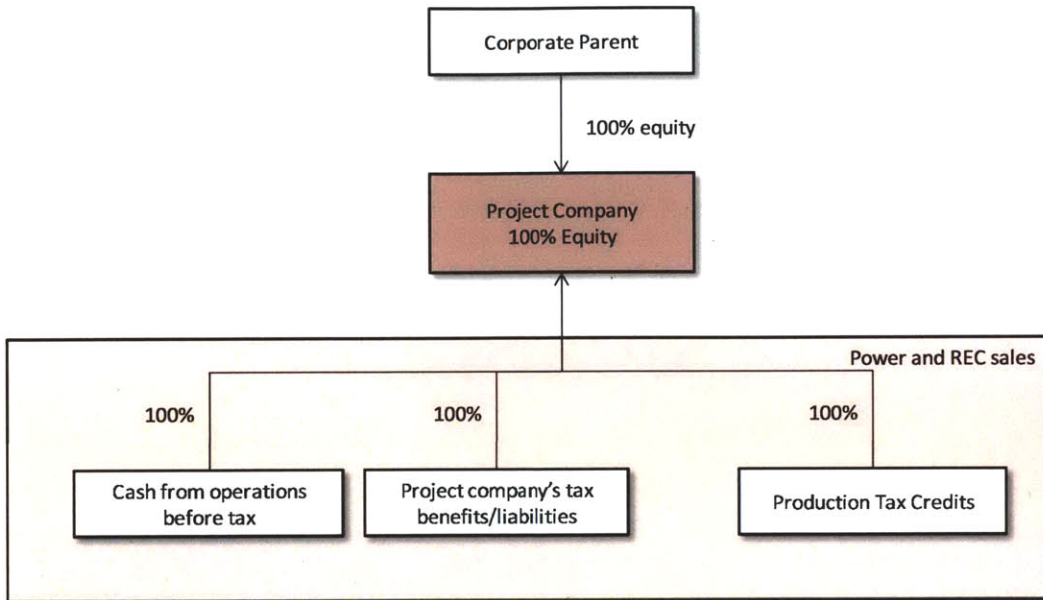 Corporate Parent
100% equity
Project Company
100% Equity
Power and REC sales
100%
100%
100%
Cash from operations
before tax
Project company’s tax
benefits/liabilities
Production Tax Credits